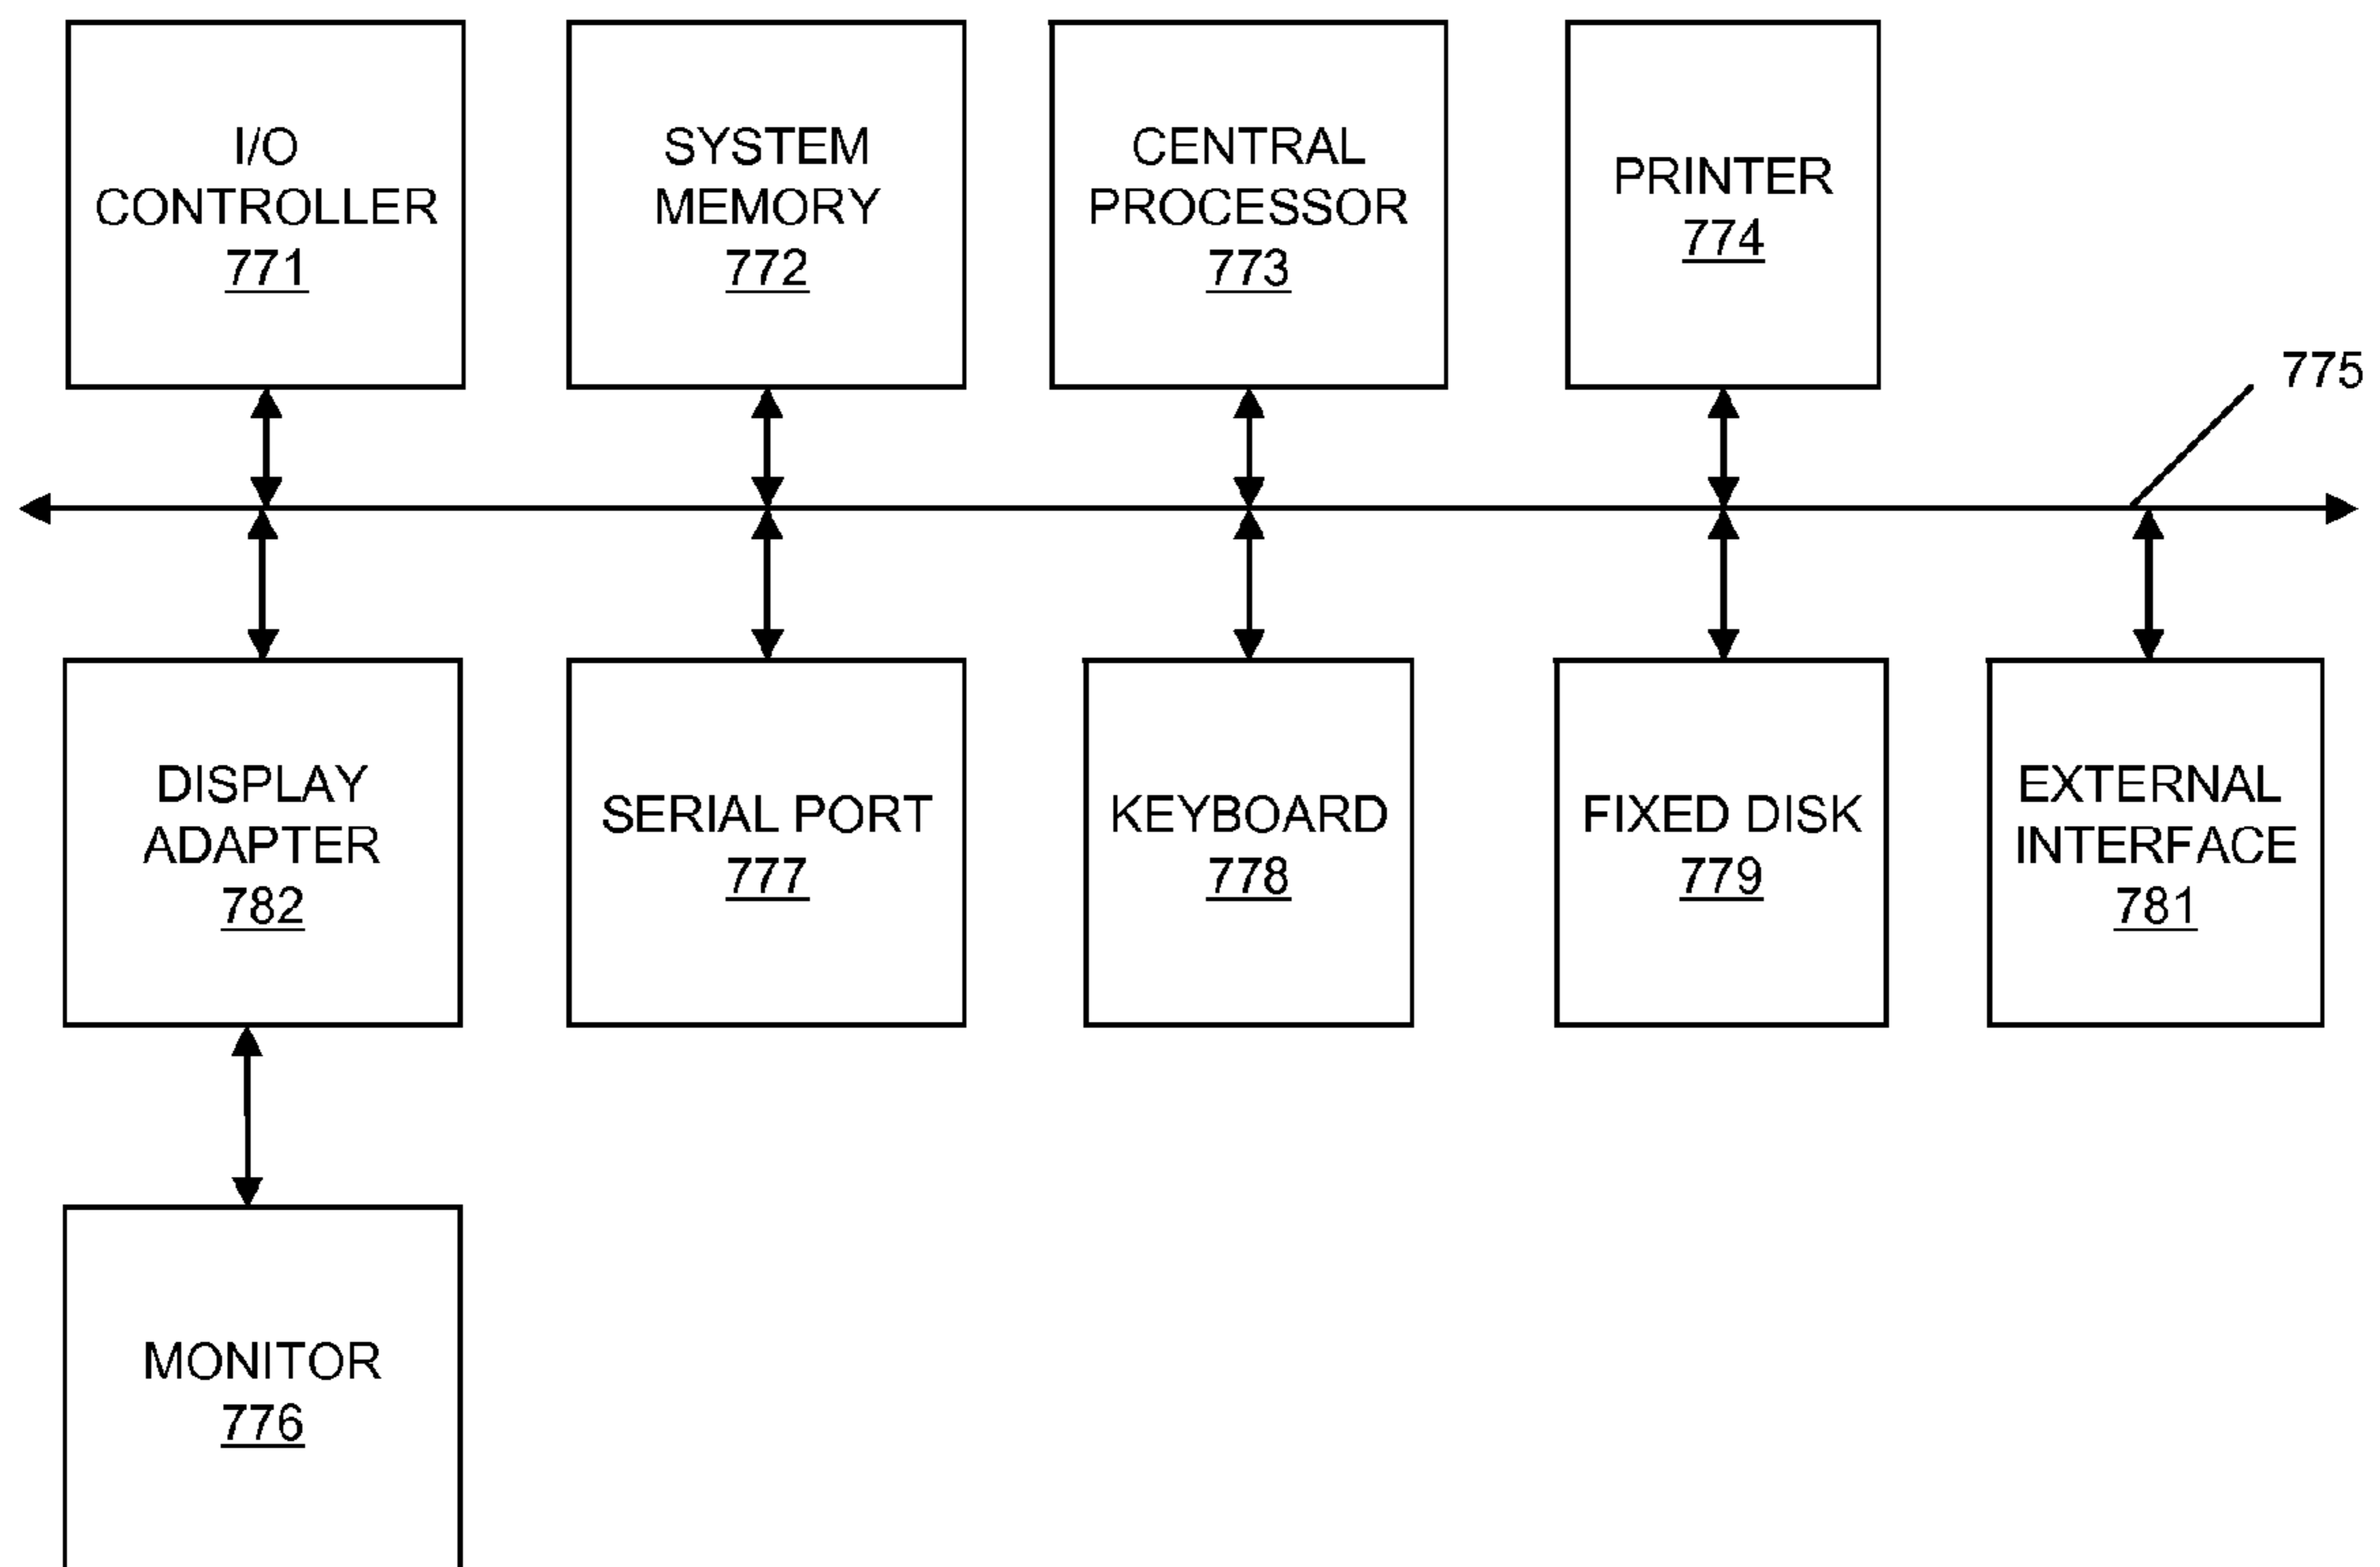 I/O
CONTROLLER
771
SYSTEM
MEMORY
772
CENTRAL
PROCESSOR
773
PRINTER
774
775
DISPLAY
ADAPTER
782
SERIAL PORT
777
KEYBOARD
778
FIXED DISK
779
EXTERNAL
INTERFACE
781
MONITOR
776